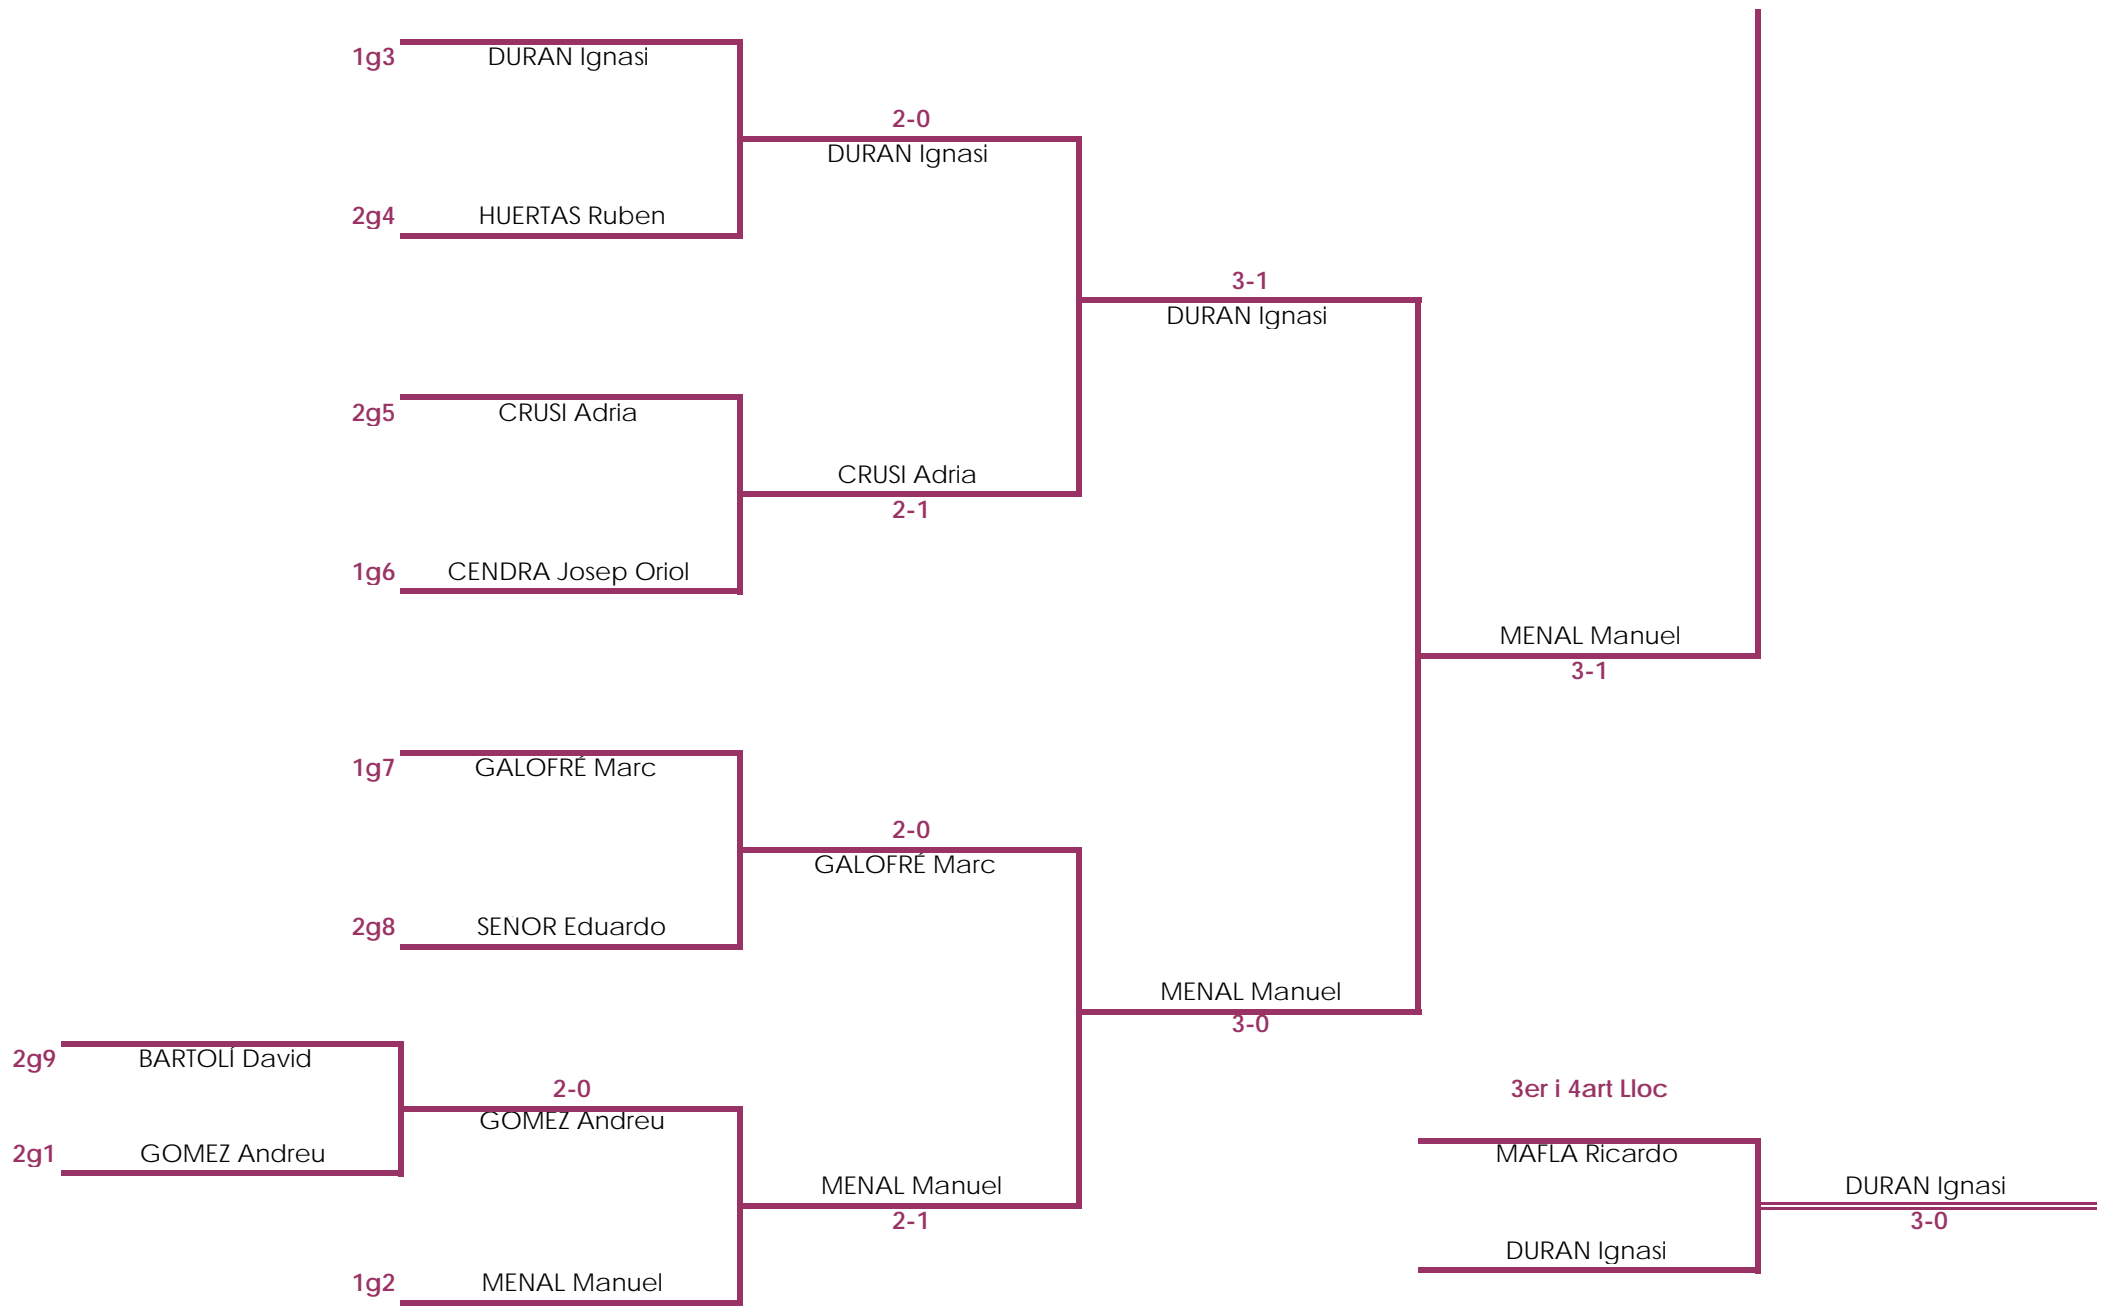 1g3 DURAN Ignasi
2-0
DURAN Ignasi
2g4 HUERTAS Ruben
3-1
DURAN Ignasi
2g5 CRUSI Adria
CRUSI Adria
2-1
1g6 CENDRA Josep Oriol
MENAL Manuel
3-1
1g7 GALOFRÉ Marc
2-0
GALOFRÉ Marc
2g8 SEÑOR Eduardo
MENAL Manuel
3-0
2g9 BARTOLÍ David
2-0
GOMEZ Andreu
2g1 GOMEZ Andreu
MENAL Manuel
2-1
1g2 MENAL Manuel
3er i 4art Lloc
MAFLA Ricardo
DURAN Ignasi
3-0
DURAN Ignasi